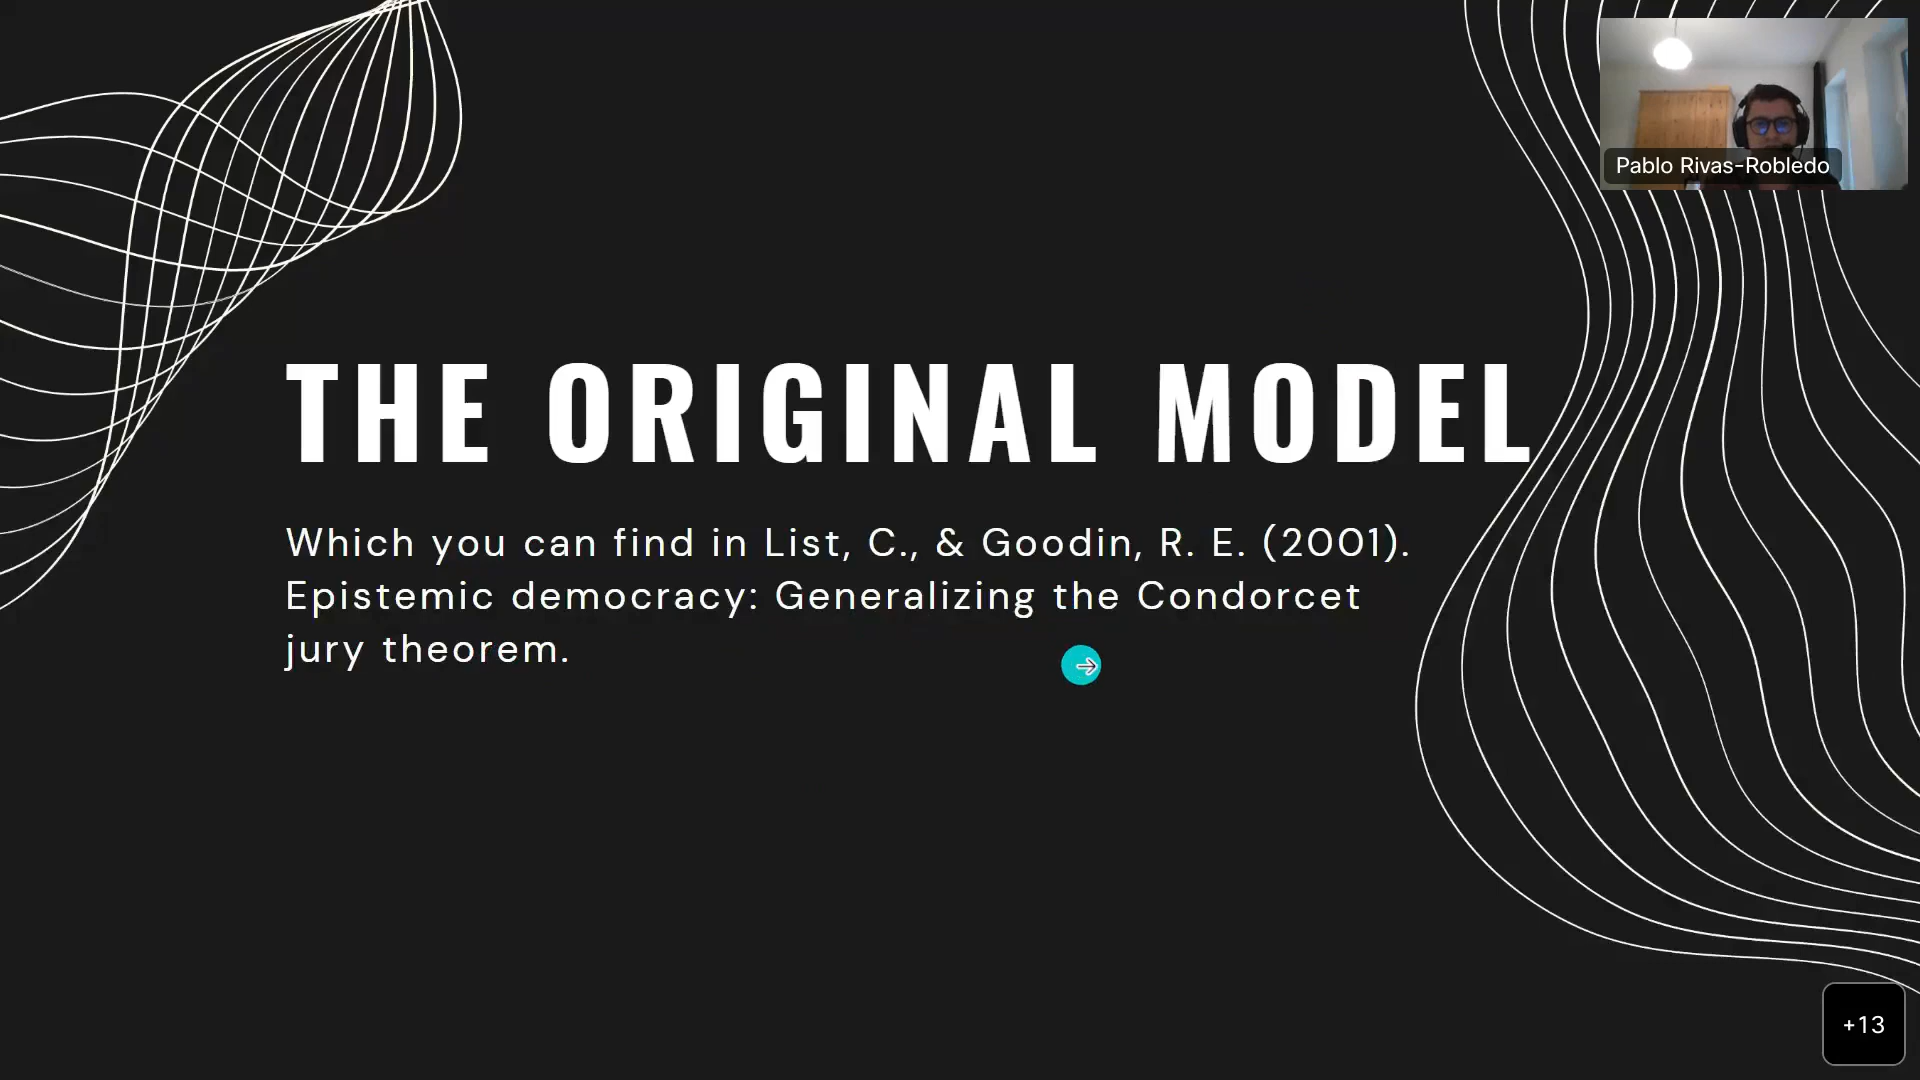 Pablo Rivas-Robledo
THE ORIGINAL MODEL
Which you can find in List, C., & Goodin, R. E. (2001).
Epistemic democracy: Generalizing the Condorcet
jury theorem.
+13